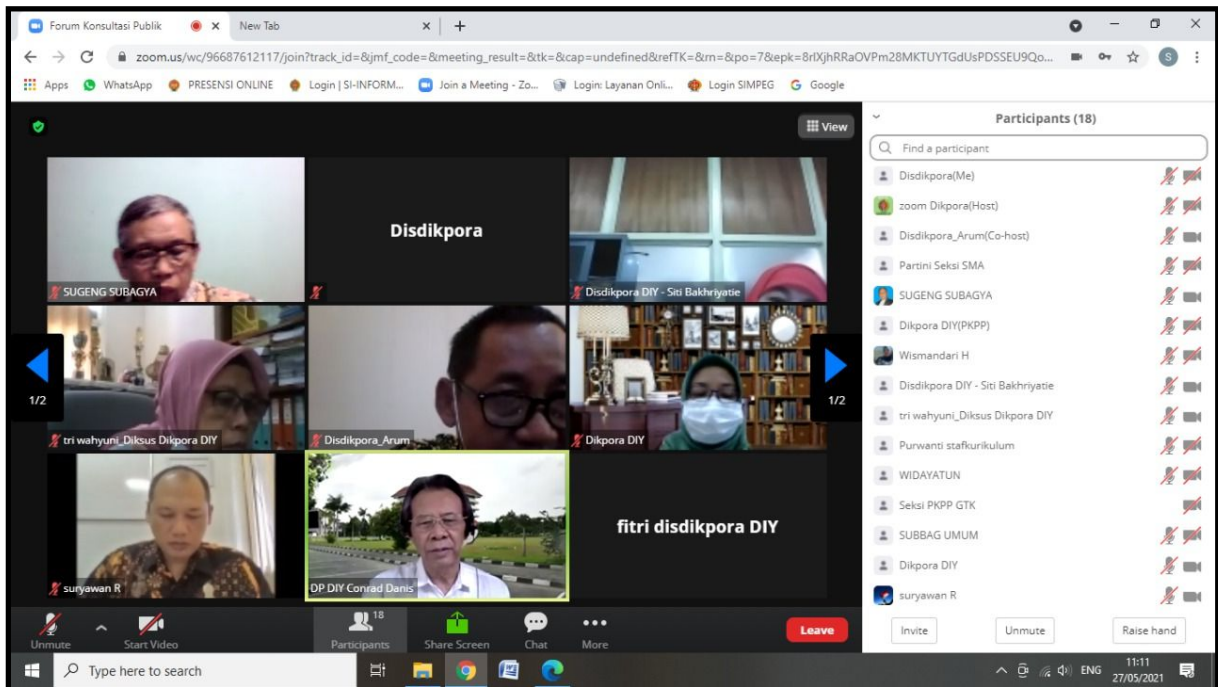 Forum Konsultasi Publik
New Tab
zoom.us/wc/96687612117/join?track_id=&jmf_code=&meeting_result=&tk=&cap=undefined&refTK=&rn=&po=7&epk=8rIXjhRRaOVPm28MKTUYTGdUsPDSSEU9Qo...
S
Apps WhatsApp PRESENSI ONLINE Login | SI-INFORM... Join a Meeting - Zo... Login: Layanan Onli... Login SIMPEG Google
View
SUGENG SUBAGYA
Disdikpora
Disdikpora DIY - Siti Bakhriyatie
1/2
tri wahyuni_Diksus Dikpora DIY
Disdikpora_Arum
Dikpora DIY
1/2
suryawan R
DP DIY Conrad Danis
fitri disdikpora DIY
Unmute
Start Video
18
Participants
Share Screen
Chat
More
Leave
Participants (18)
Find a participant
Disdikpora(Me)
zoom Dikpora(Host)
Disdikpora_Arum(Co-host)
Partini Seksi SMA
SUGENG SUBAGYA
Dikpora DIY(PKPP)
Wismandari H
Disdikpora DIY - Siti Bakhriyatie
tri wahyuni_Diksus Dikpora DIY
Purwanti stafkurikulum
WIDAYATUN
Seksi PKPP GTK
SUBBAG UMUM
Dikpora DIY
suryawan R
Invite
Unmute
Raise hand
Type here to search
ENG
11:11
27/05/2021